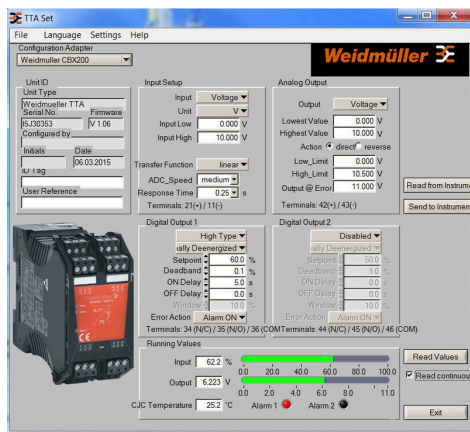 TTA Set
File Language Settings Help
Configuration Adapter
Weidmuller CBX200
Weidmüller
Unit ID
Unit Type
Weidmueller TTA
Serial No. Firmware
I5J30353 V 1.06
Configured by
Initials Date
06.03.2015
ID Tag
User Reference
Input Setup
Input Voltage
Unit V
Input Low 0.000 V
Input High 10.000 V
Transfer Function linear
ADC_Speed medium
Response Time 0.25 s
Terminals: 21(+) / 11(-)
Analog Output
Output Voltage
Lowest Value 0.000 V
Highest Value 10.000 V
Action direct reverse
Low_Limit 0.000 V
High_Limit 10.500 V
Output @ Error 11.000 V
Terminals: 42(+) / 43(-)
Read from Instrume
Send to Instrumen
Digital Output 1
High Type
ally Deenergized
Setpoint 60.0 %
Deadband 0.1 %
ON Delay 5.0 s
OFF Delay 0.0 s
Window 10.0 %
Error Action Alarm ON
Terminals: 34 (N/C) / 35 (N/O) / 36 (COM
Digital Output 2
Disabled
ally Deenergized
Setpoint 50.0 %
Deadband 1.0 %
ON Delay 0.0 s
OFF Delay 0.0 s
Window 10.0 %
Error Action Alarm ON
Terminals: 44 (N/C) / 45 (N/O) / 46 (COM)
Running Values
Input 62.2 %
0.0 20.0 40.0 60 80.0 100.0
Output 6.223 V
0.0 2.0 4.0 6.0 8.0 11.0
CJC Temperature 25.2 °C Alarm 1 Alarm 2
Read Values
Read continuou
Exit